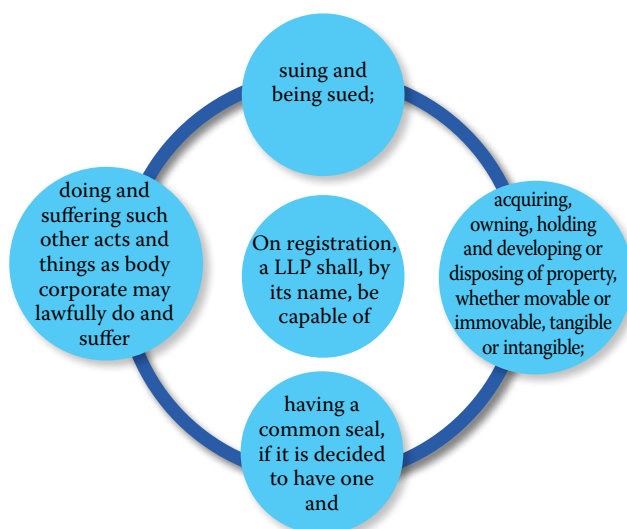 suing and
being sued;
acquiring,
owning, holding
and developing or
disposing of property,
whether movable or
immovable, tangible
or intangible;
On registration,
a LLP shall, by
its name, be
capable of
doing and
suffering such
other acts and
things as body
corporate may
lawfully do and
suffer
having a
common seal,
if it is decided
to have one
and